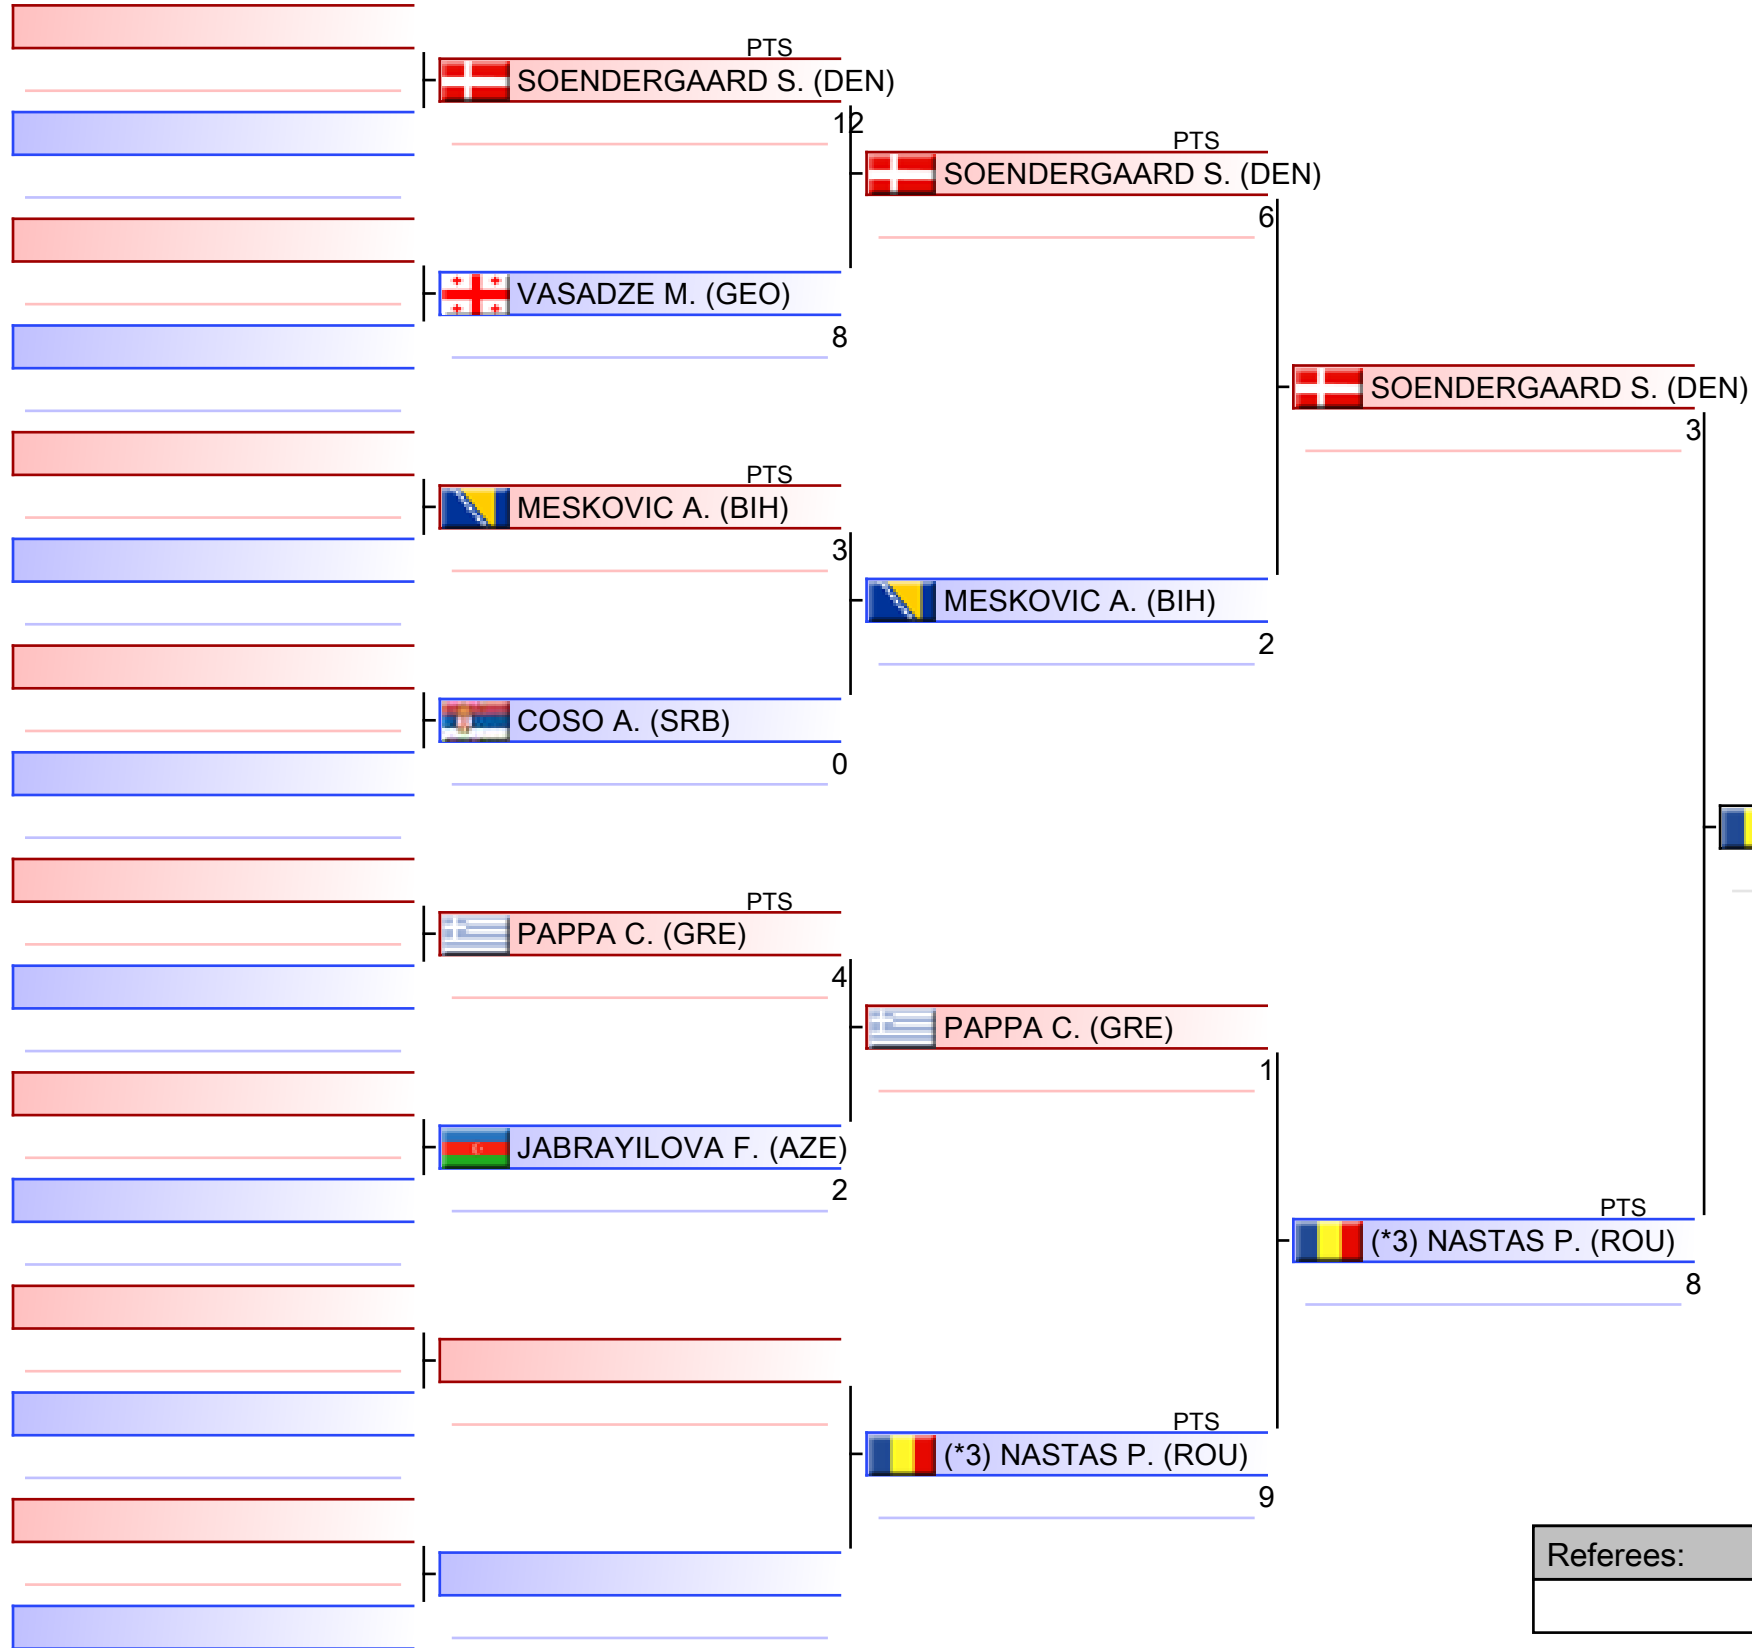 PTS
SOENDERGAARD S. (DEN)
12
PTS
SOENDERGAARD S. (DEN)
6
VASADZE M. (GEO)
8
SOENDERGAARD S. (DEN)
3
PTS
MESKOVIC A. (BIH)
3
MESKOVIC A. (BIH)
2
COSO A. (SRB)
0
PTS
PAPPA C. (GRE)
4
PAPPA C. (GRE)
1
JABRAYILOVA F. (AZE)
2
PTS
(*3) NASTAS P. (ROU)
8
PTS
(*3) NASTAS P. (ROU)
9
Referees: